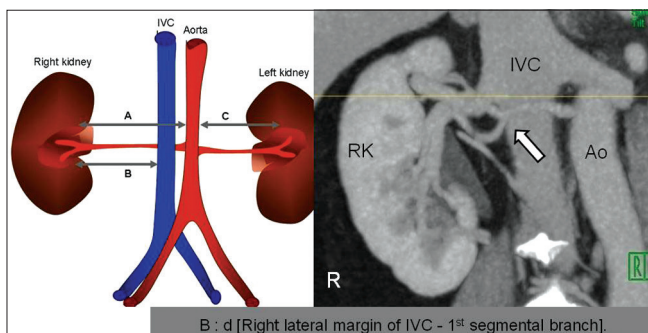 IVC
Aorta
Right kidney
Left kidney
A
C
B
IVC
RK
Ao
R
R
B : d [Right lateral margin of IVC - 1st segmental branch].